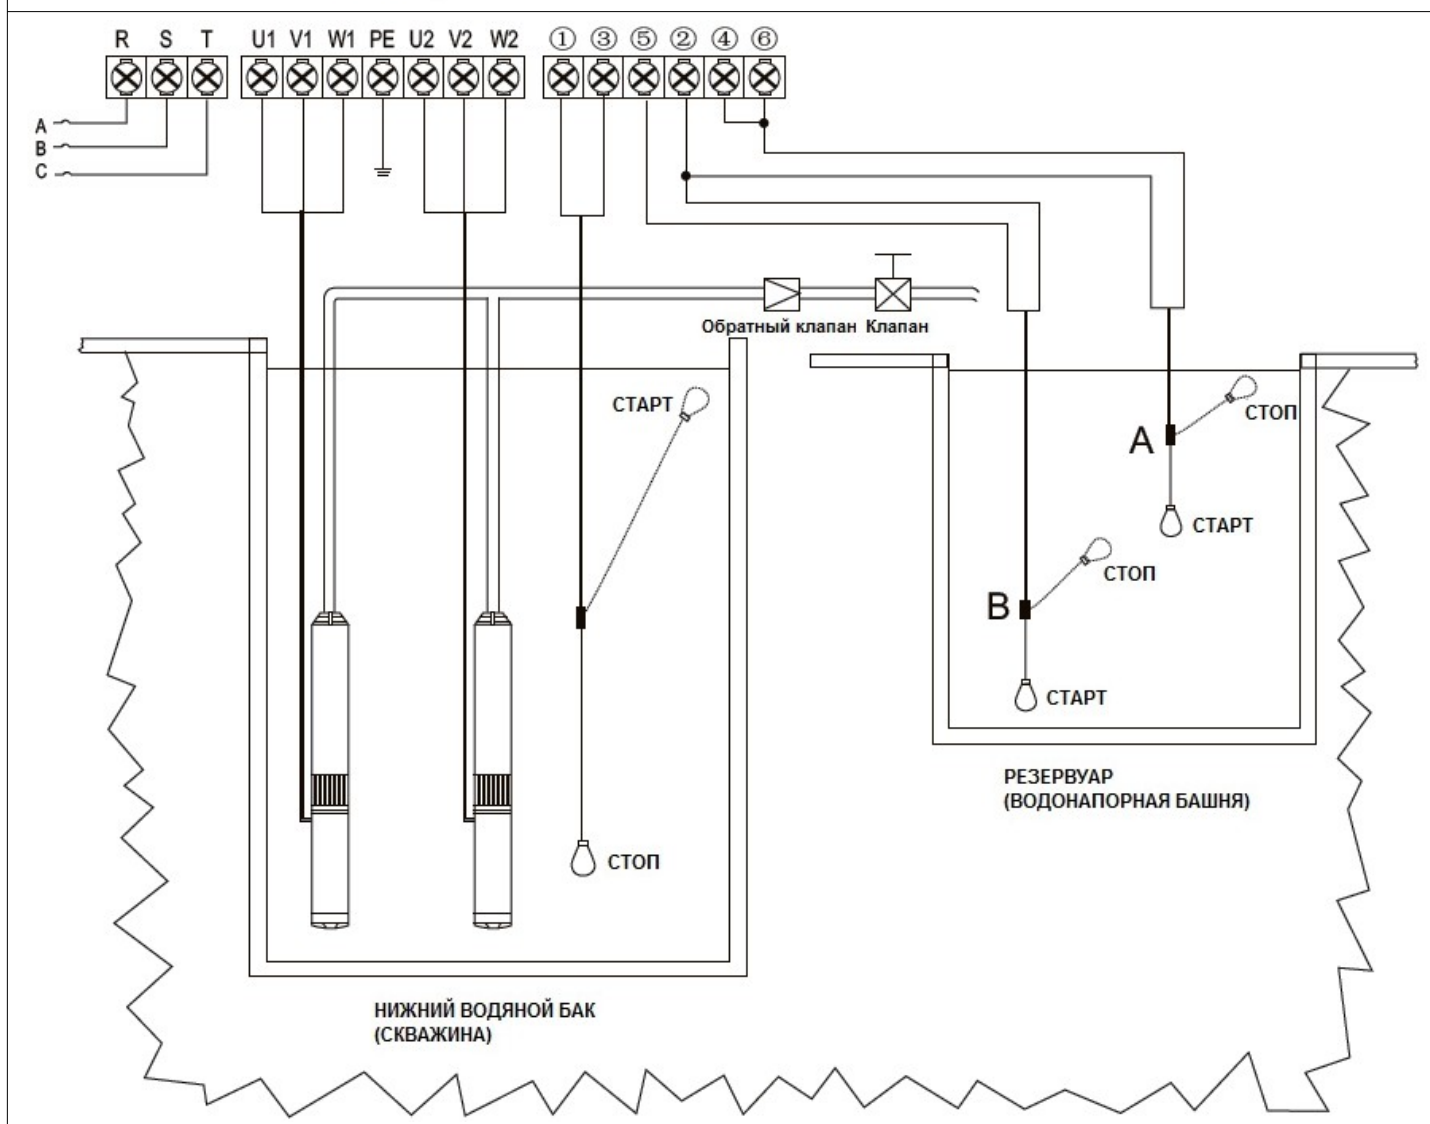 R S T U1 V1 W1 PE U2 V2 W2 ① ③ ⑤ ② ④ ⑥
A
B
C
Обратный клапан Клапан
СТАРТ
СТОП
A
СТАРТ
СТОП
B
СТАРТ
СТОП
РЕЗЕРВУАР
(ВОДОНАПОРНАЯ БАШНЯ)
НИЖНИЙ ВОДЯНОЙ БАК
(СКВАЖИНА)